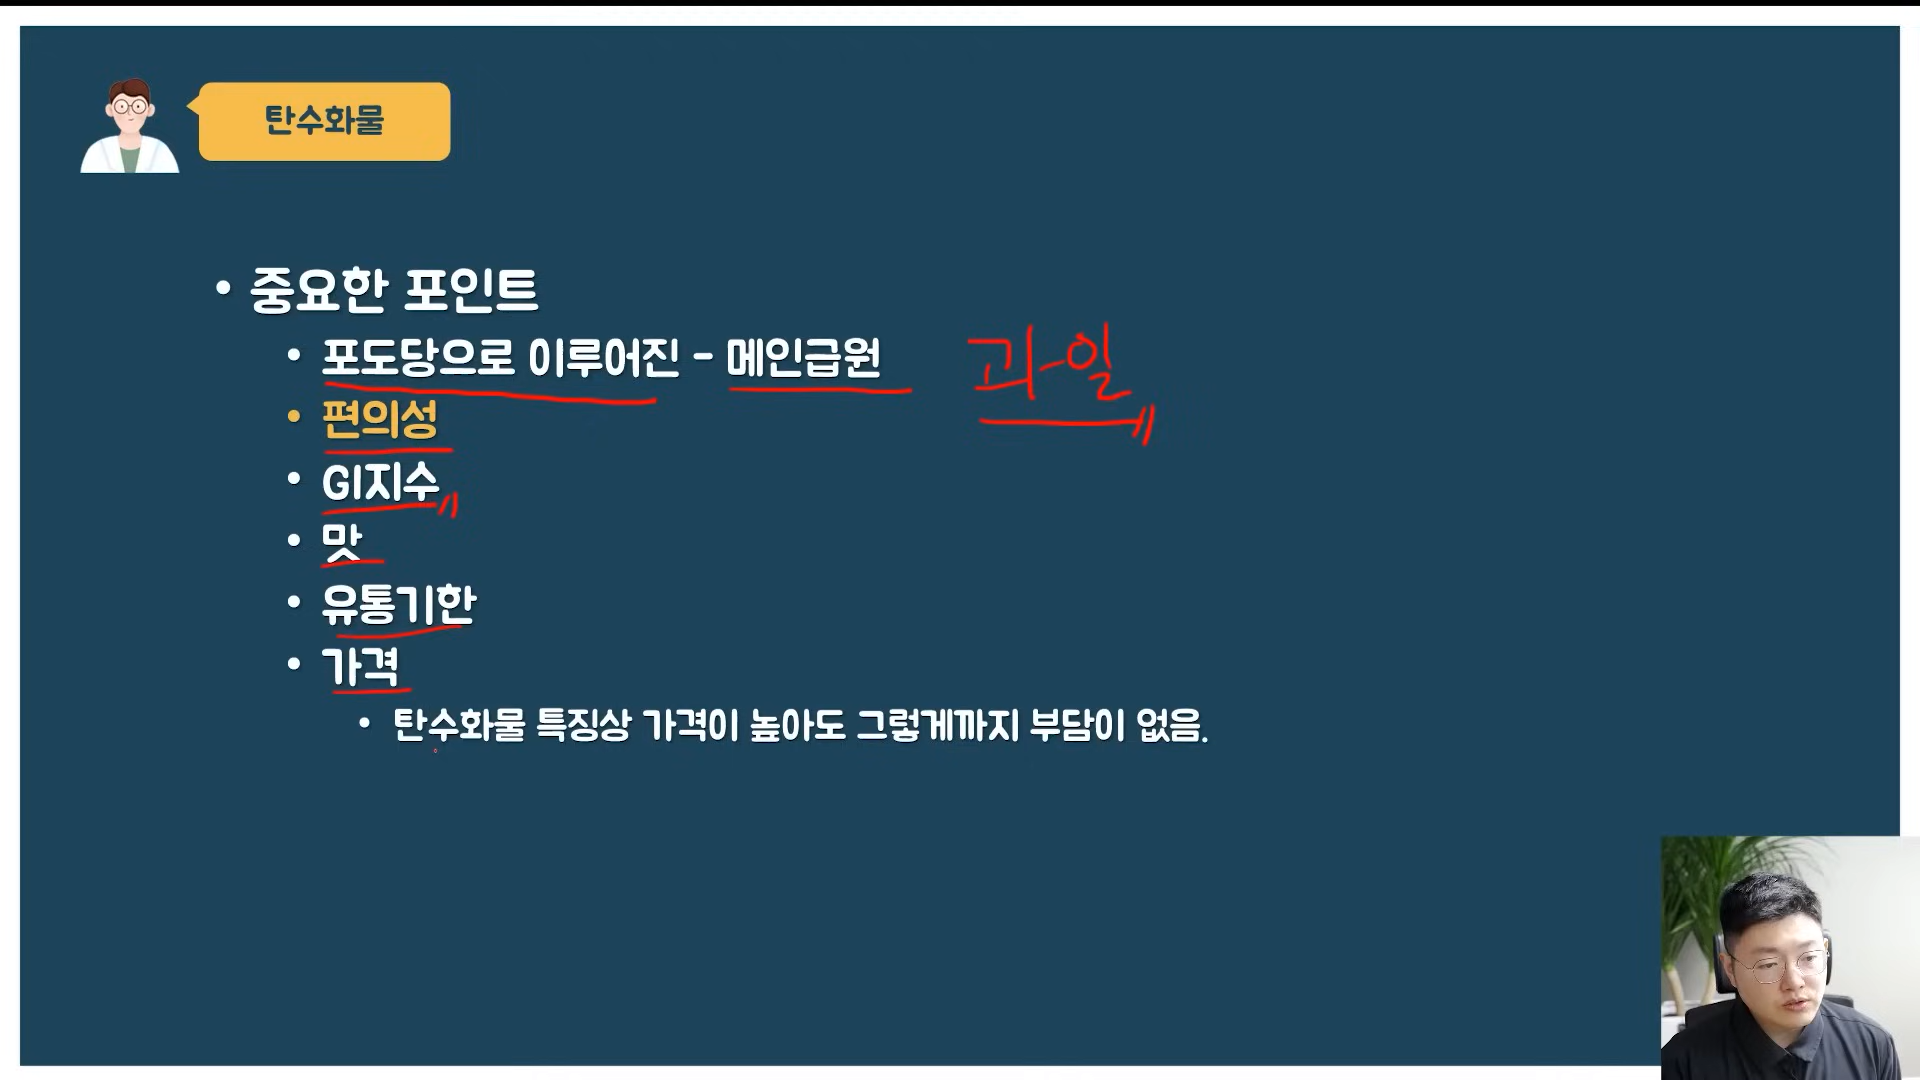 탄수화물
• 중요한 포인트
• 포도당으로 이루어진 - 메인급원
과일
• 편의성
• GI지수
• 맛
• 유통기한
• 가격
• 탄수화물 특징상 가격이 높아도 그렇게까지 부담이 없음.